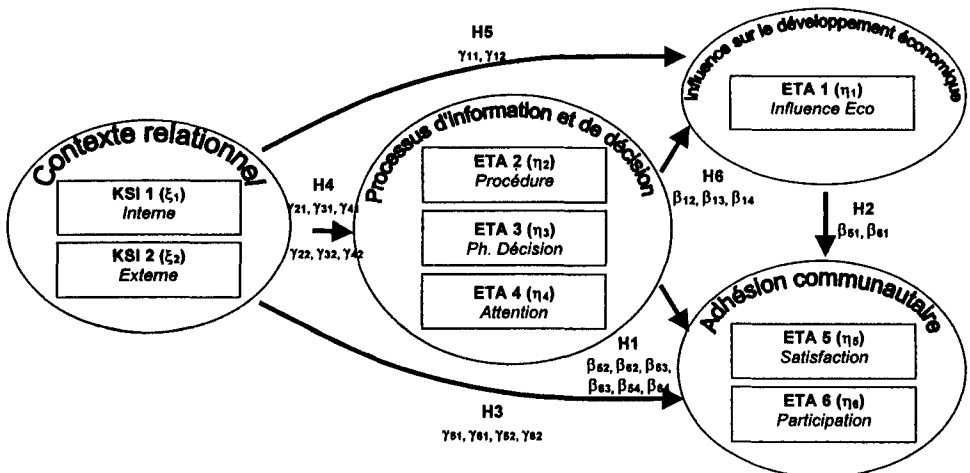 H5
γ11, γ12
Influence sur le développement économique
ETA 1 (η1)
Influence Eco
Contexte relationnel
KSI 1 (ξ1)
Interne
KSI 2 (ξ2)
Externe
H4
γ21, γ31, γ41
γ22, γ32, γ42
Processus d'information et de décision
ETA 2 (η2)
Procédure
ETA 3 (η3)
Ph. Décision
ETA 4 (η4)
Attention
H6
β12, β13, β14
H2
β51, β61
Adhésion communautaire
ETA 5 (η5)
Satisfaction
ETA 6 (η6)
Participation
H1
β52, β62, β53,
β63, β54, β64
H3
γ51, γ61, γ52, γ62